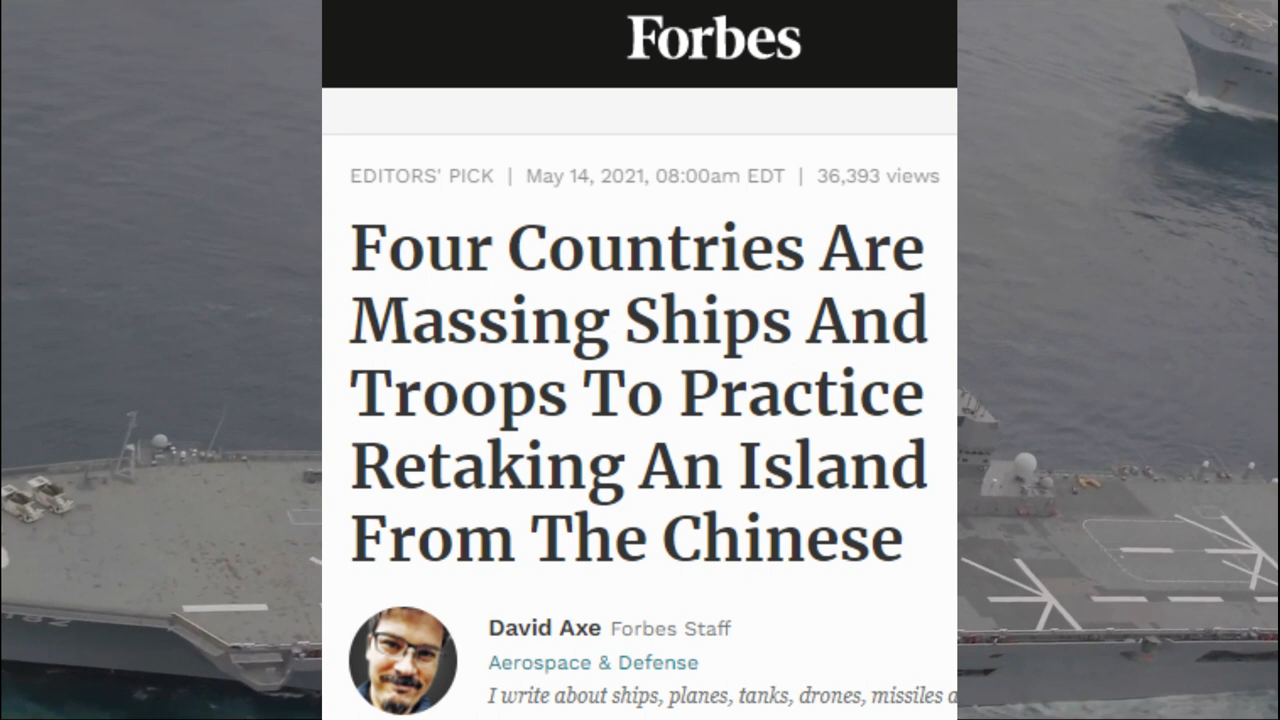 Forbes
EDITORS' PICK | May 14, 2021, 08:00am EDT | 36,393 views
Four Countries Are
Massing Ships And
Troops To Practice
Retaking An Island
From The Chinese
David Axe Forbes Staff
Aerospace & Defense
I write about ships, planes, tanks, drones, missiles